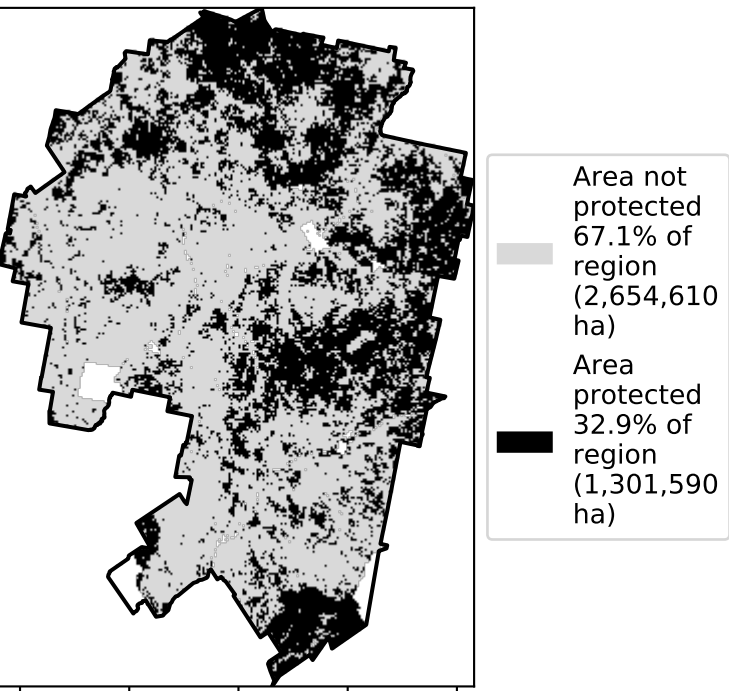 Area not
protected
67.1% of
region
(2,654,610
ha)
Area
protected
32.9% of
region
(1,301,590
ha)